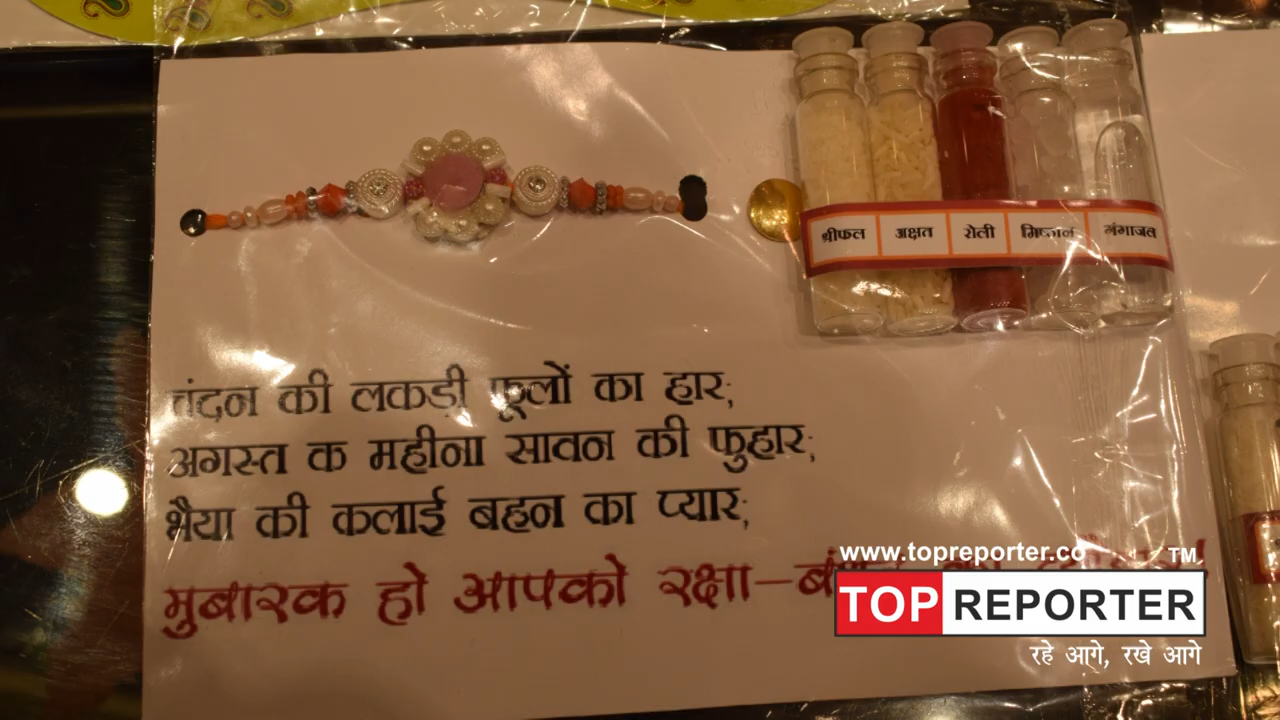 श्रीफल अक्षत रोली मिष्ठान गंगाजल
चंदन की लकड़ी फूलों का हार;
अगस्त क महीना सावन की फुहार;
भैया की कलाई बहन का प्यार;
मुबारक हो आपको रक्षा-
www.topreporter.co
TM
TOP REPORTER
रहे आगे, रखे आगे